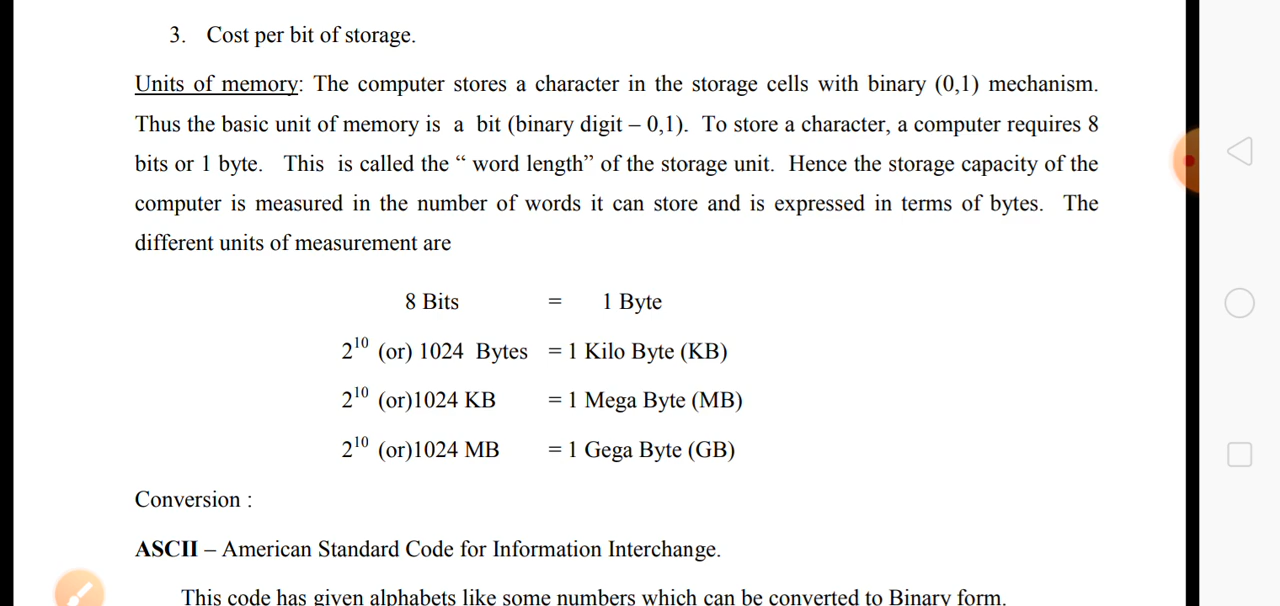 3. Cost per bit of storage.
Units of memory: The computer stores a character in the storage cells with binary (0,1) mechanism.
Thus the basic unit of memory is a bit (binary digit – 0,1). To store a character, a computer requires 8
bits or 1 byte. This is called the “ word length” of the storage unit. Hence the storage capacity of the
computer is measured in the number of words it can store and is expressed in terms of bytes. The
different units of measurement are
8 Bits = 1 Byte
2¹⁰ (or) 1024 Bytes = 1 Kilo Byte (KB)
2¹⁰ (or)1024 KB = 1 Mega Byte (MB)
2¹⁰ (or)1024 MB = 1 Gega Byte (GB)
Conversion :
ASCII – American Standard Code for Information Interchange.
This code has given alphabets like some numbers which can be converted to Binary form.